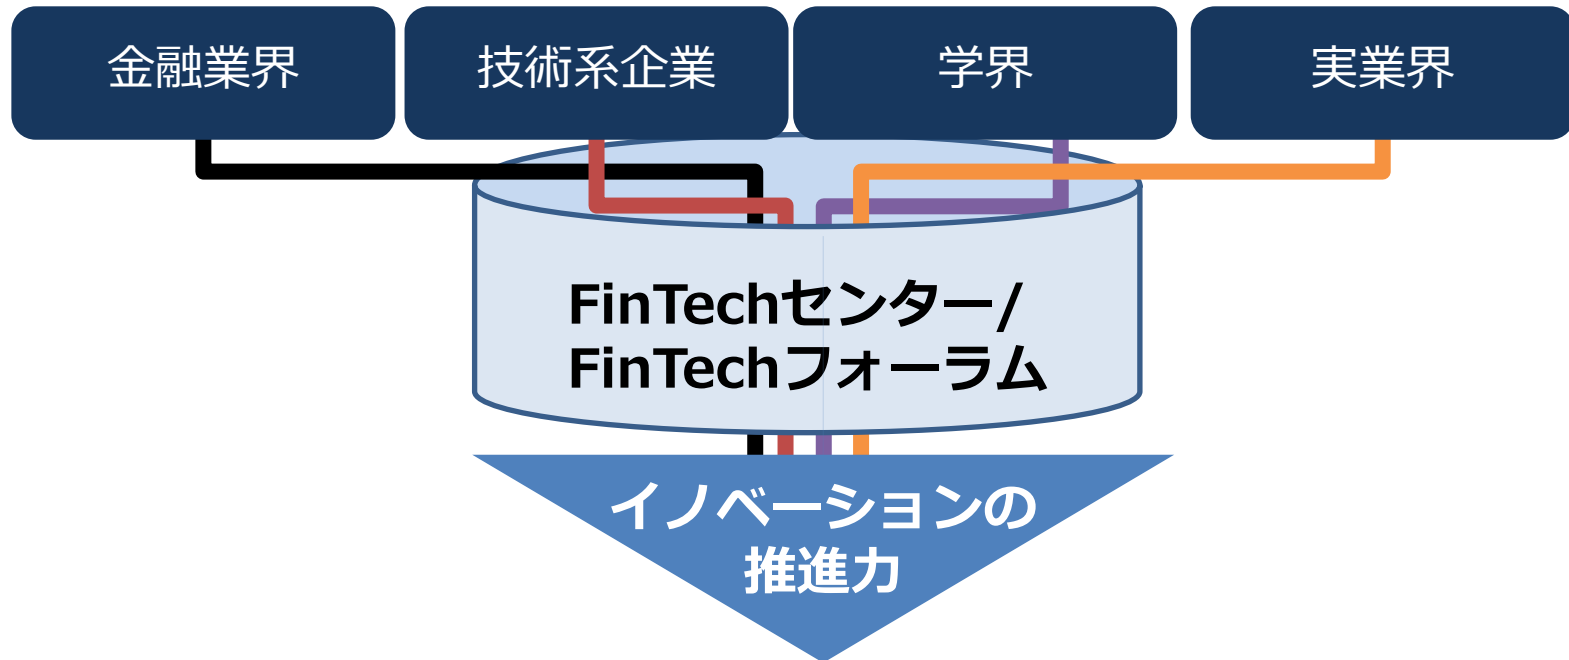 金融業界
技術系企業
学界
実業界
FinTechセンター/
FinTechフォーラム
イノベーションの
推進力